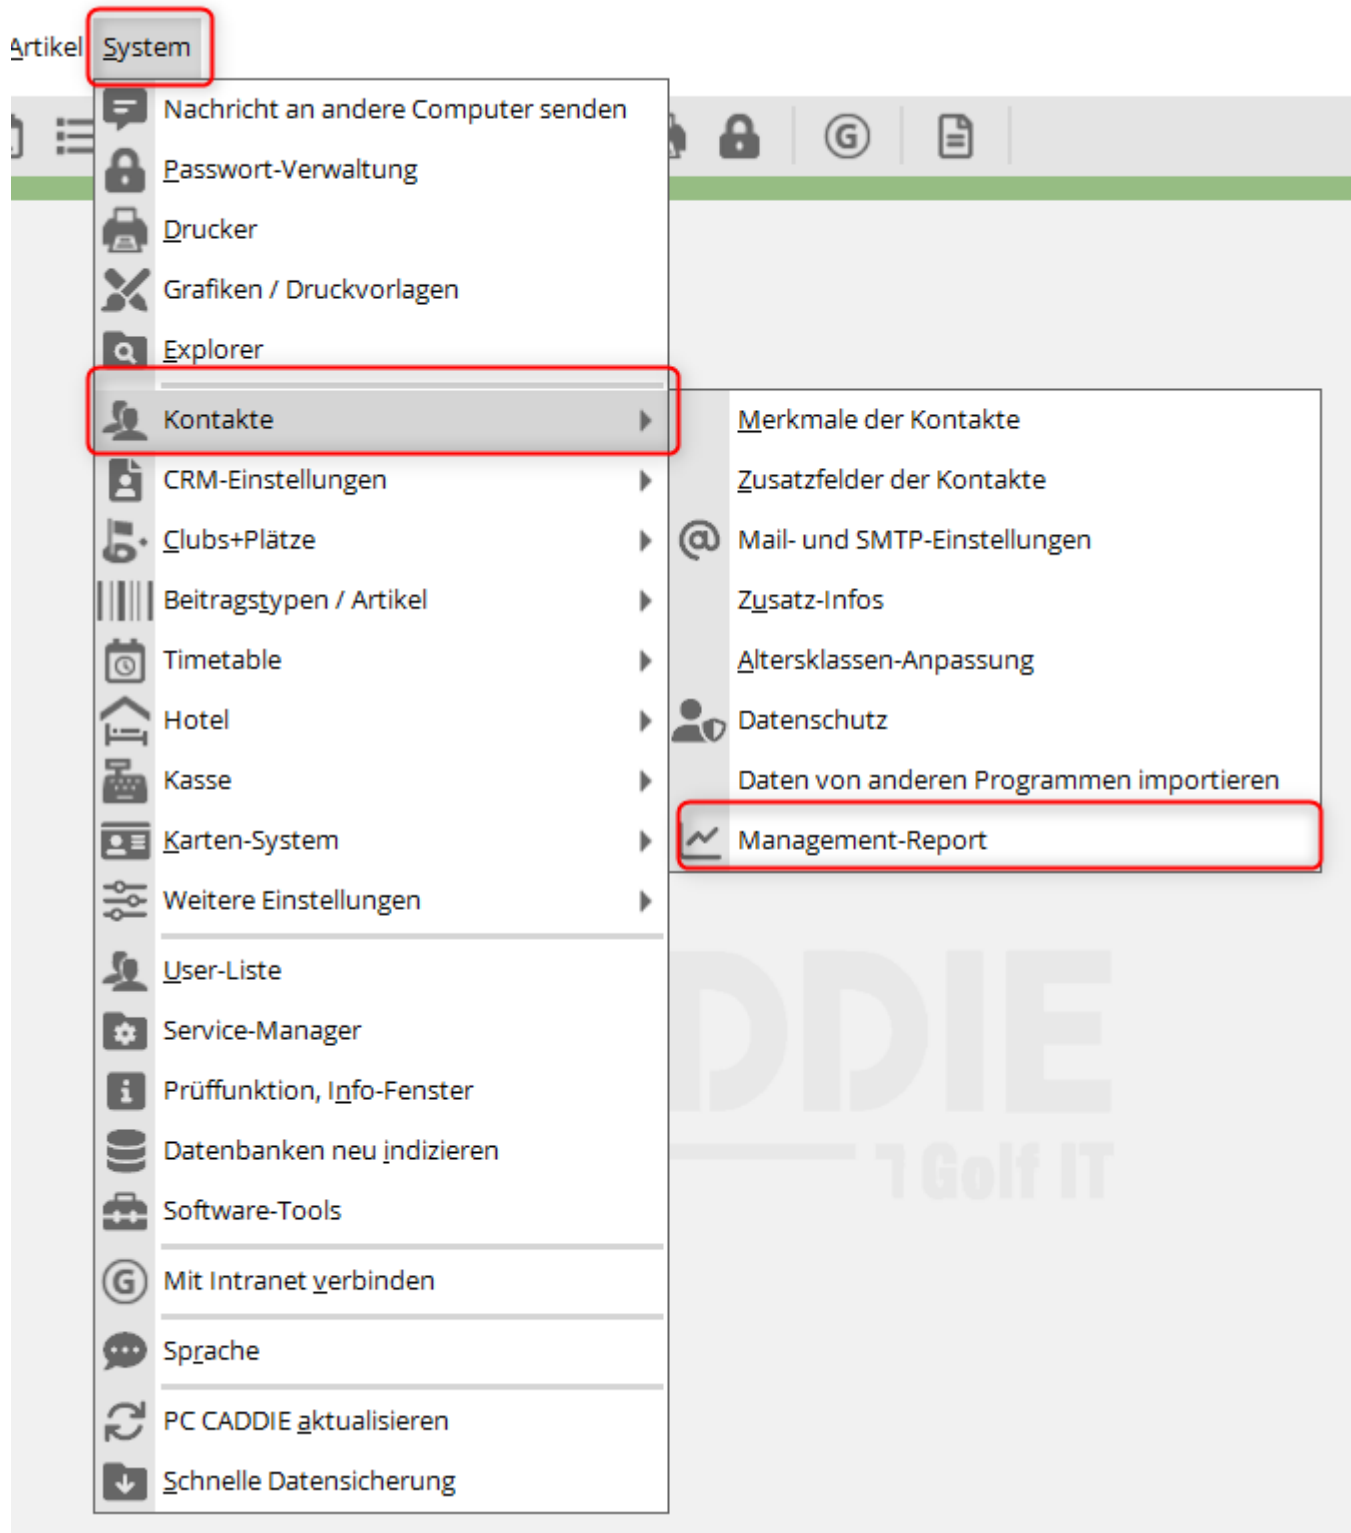 Artikel System
Nachricht an andere Computer senden
Passwort-Verwaltung
Drucker
Grafiken / Druckvorlagen
Explorer
Kontakte
CRM-Einstellungen
Clubs+Plätze
Beitragstypen / Artikel
Timetable
Hotel
Kasse
Karten-System
Weitere Einstellungen
User-Liste
Service-Manager
Prüffunktion, Info-Fenster
Datenbanken neu indizieren
Software-Tools
Mit Intranet verbinden
Sprache
PC CADDIE aktualisieren
Schnelle Datensicherung
Merkmale der Kontakte
Zusatzfelder der Kontakte
Mail- und SMTP-Einstellungen
Zusatz-Infos
Altersklassen-Anpassung
Datenschutz
Daten von anderen Programmen importieren
Management-Report
DDIE
Golf IT